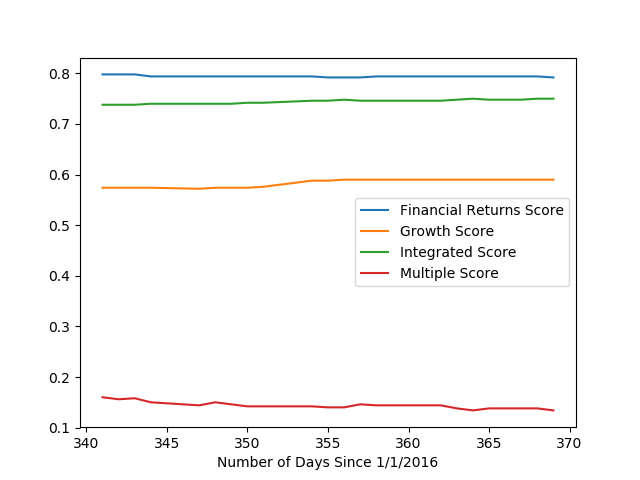 0.8
0.7
0.6
0.5
0.4
0.3
0.2
0.1
Financial Returns Score
Growth Score
Integrated Score
Multiple Score
340 345 350 355 360 365 370
Number of Days Since 1/1/2016